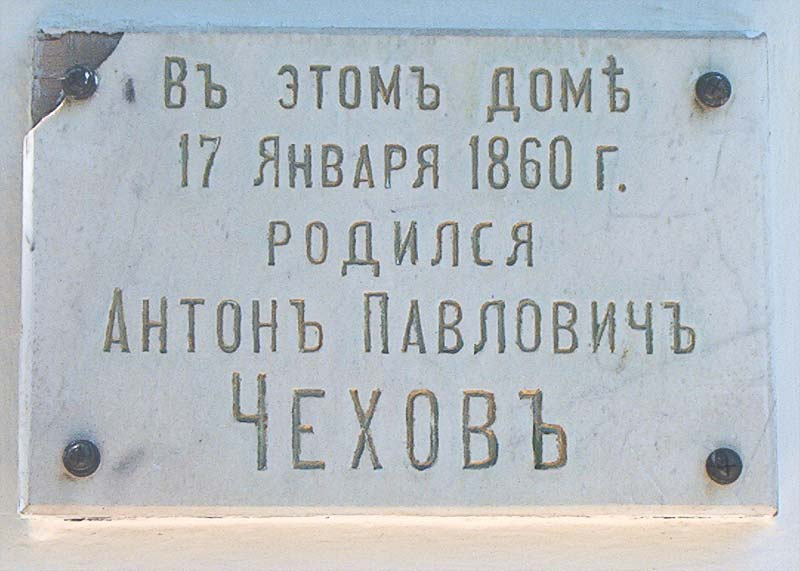 Въ этомъ домѣ
17 Января 1860 г.
родился
Антонъ Павловичъ
Чеховъ